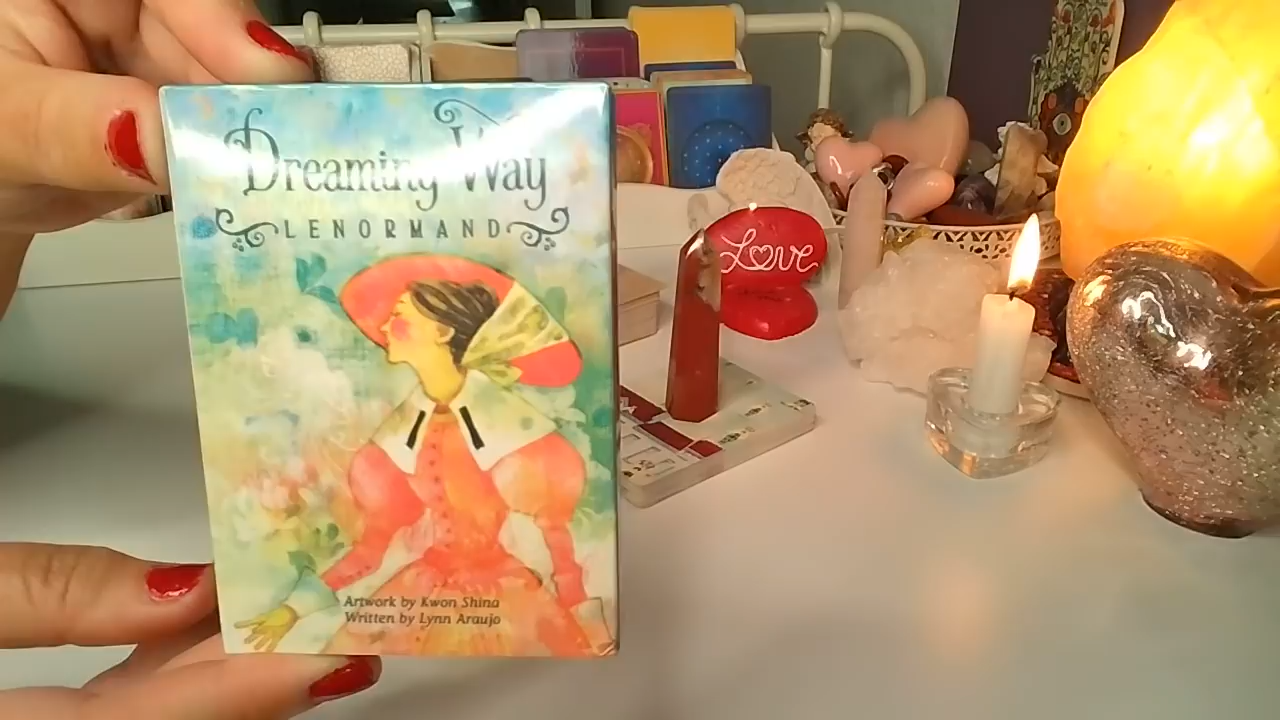 Dreaming Way
LENORMAND
Artwork by Kwon Shina
Written by Lynn Araujo
Love